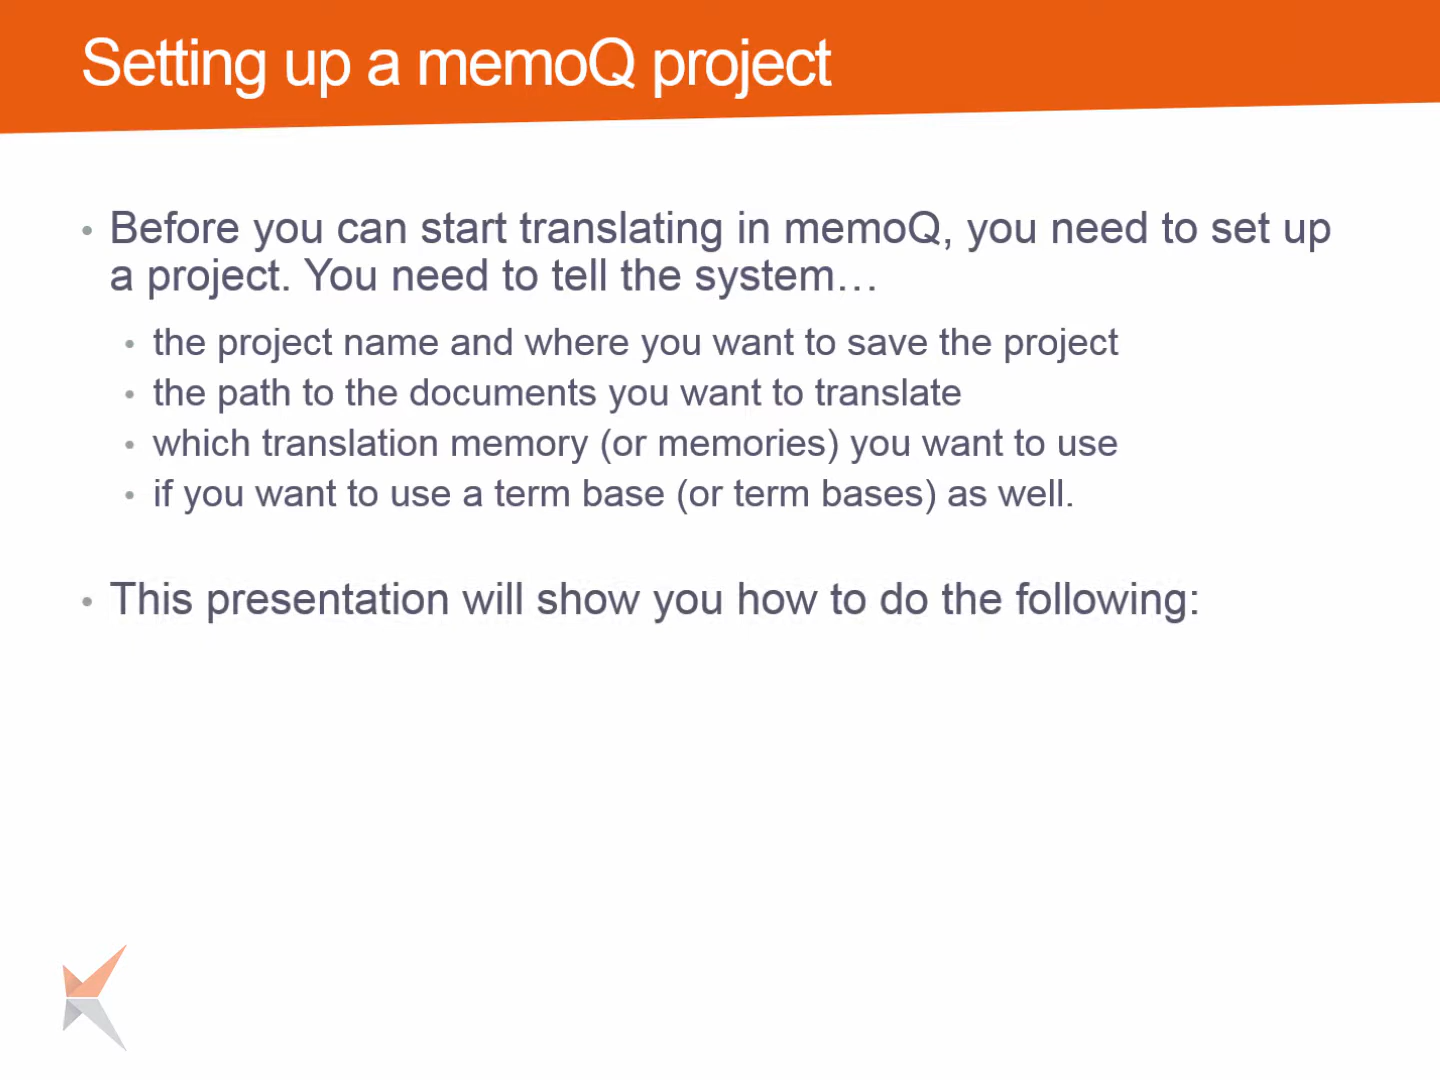 Setting up a memoQ project
• Before you can start translating in memoQ, you need to set up
a project. You need to tell the system…
• the project name and where you want to save the project
• the path to the documents you want to translate
• which translation memory (or memories) you want to use
• if you want to use a term base (or term bases) as well.
• This presentation will show you how to do the following: